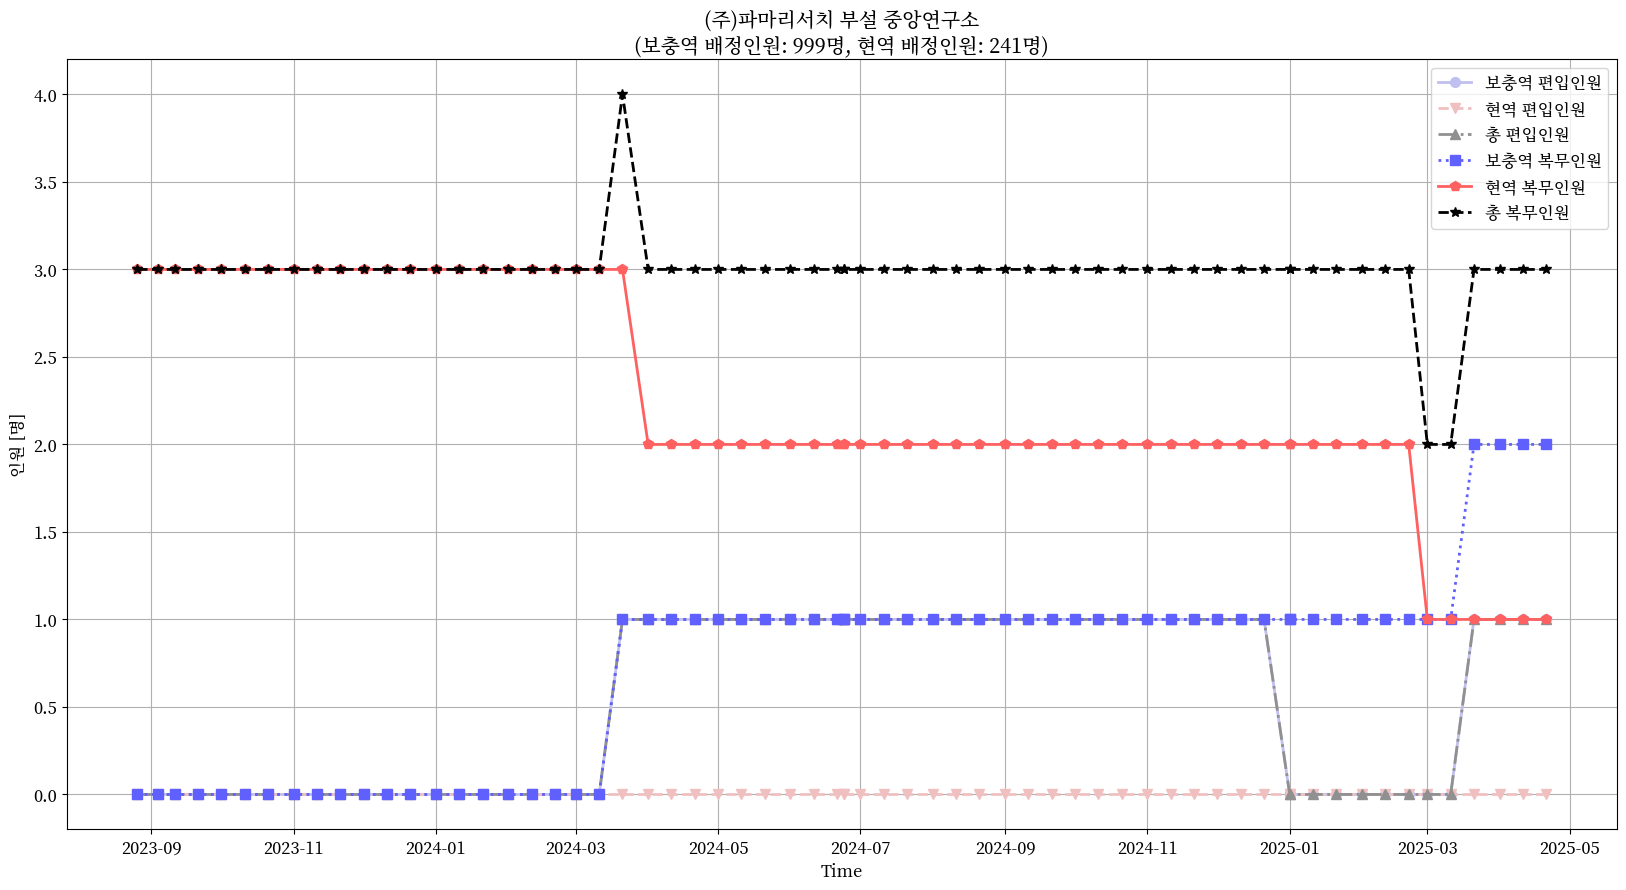 (주)파마리서치 부설 중앙연구소
(보충역 배정인원: 999명, 현역 배정인원: 241명)
보충역 편입인원
현역 편입인원
총 편입인원
보충역 복무인원
현역 복무인원
총 복무인원
인원 [명]
4.0
3.5
3.0
2.5
2.0
1.5
1.0
0.5
0.0
2023-09
2023-11
2024-01
2024-03
2024-05
2024-07
2024-09
2024-11
2025-01
2025-03
2025-05
Time